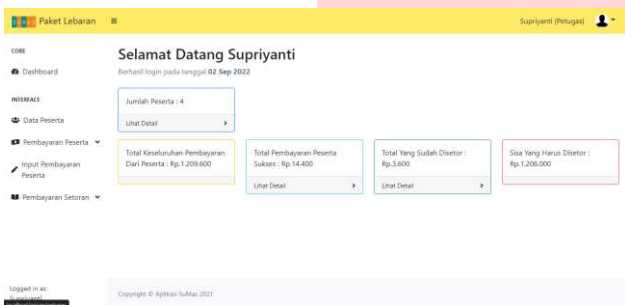 Paket Lebaran
Supriyanti (Petugas)
CORE
Dashboard
INTERFACE
Data Peserta
Pembayaran Peserta
Input Pembayaran
Peserta
Pembayaran Setoran
Logged in as:
Supriyanti
Selamat Datang Supriyanti
Berhasil login pada tanggal 02 Sep 2022
Jumlah Peserta : 4
Lihat Detail
Total Keseluruhan Pembayaran
Dari Peserta : Rp.1.209.600
Total Pembayaran Peserta
Sukses : Rp.14.400
Lihat Detail
Total Yang Sudah Disetor :
Rp.3.600
Lihat Detail
Sisa Yang Harus Disetor :
Rp.1.206.000
Copyright © Aplikasi SuMas 2021